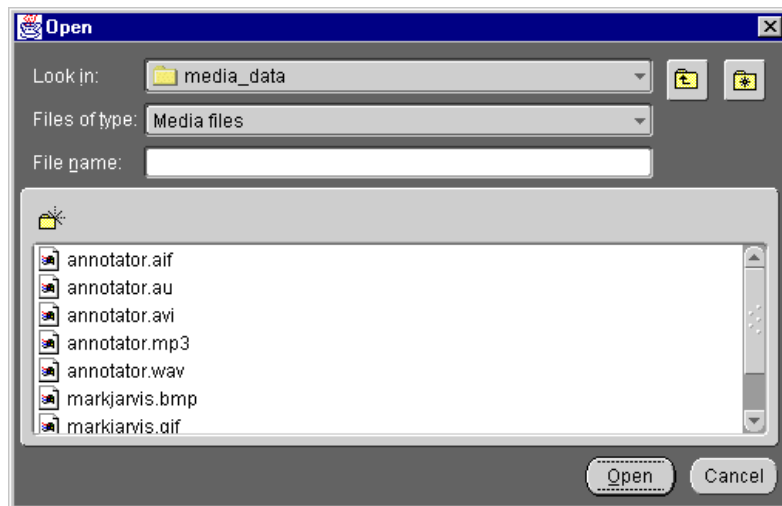 Open
Look in: media_data
Files of type: Media files
File name:
annotator.aif
annotator.au
annotator.avi
annotator.mp3
annotator.wav
markjarvis.bmp
markjarvis.gif
Open Cancel